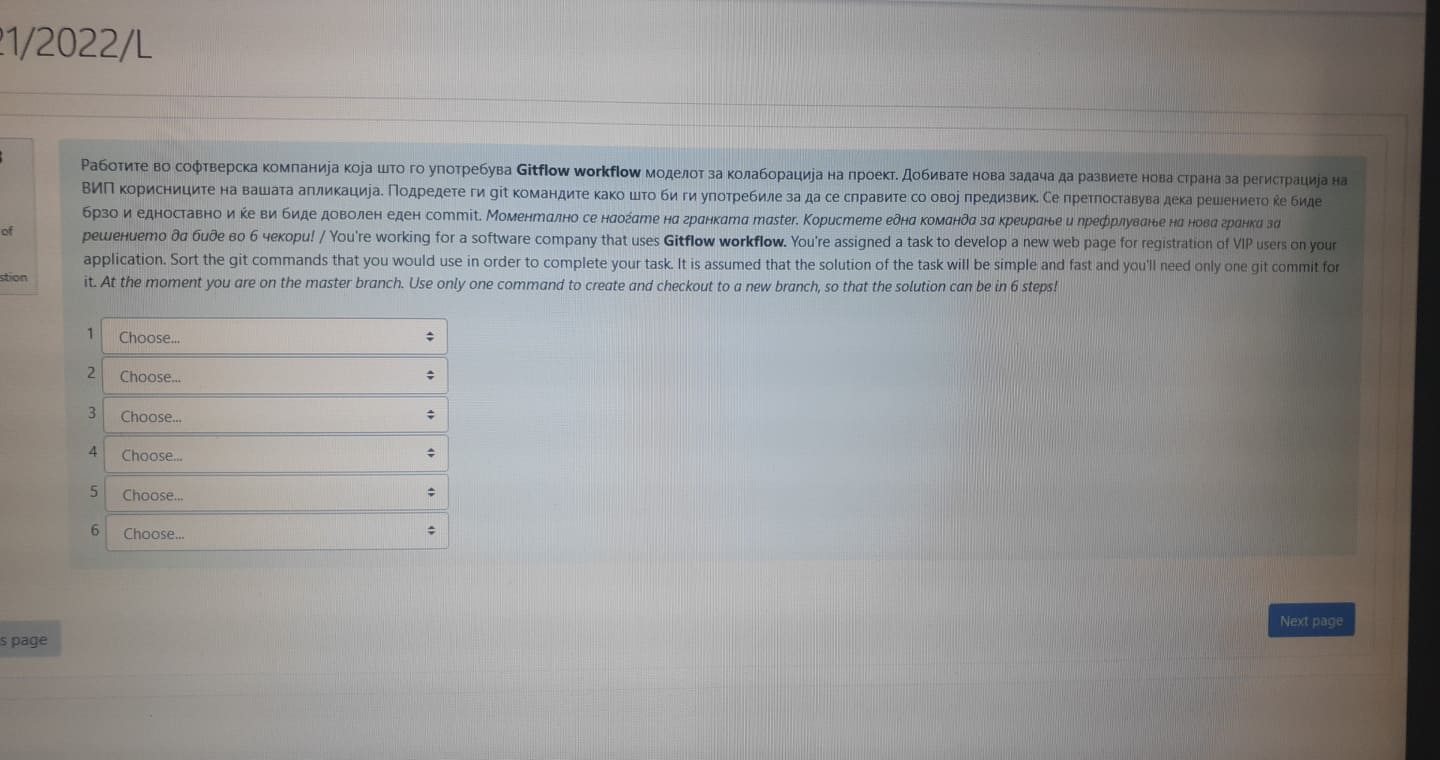 21/2022/L
Работите во софтверска компанија која што го употребува Gitflow workflow моделот за колаборација на проект. Добивате нова задача да развиете нова страна за регистрација на
ВИП корисниците на вашата апликација. Подредете ги git командите како што би ги употребиле за да се справите со овој предизвик. Се претпоставува дека решението ќе биде
брзо и едноставно и ќе ви биде доволен еден commit. Моментално се наоѓате на гранката master. Користете една команда за креирање и префрлување на нова гранка за
of
решението да биде во 6 чекори! / You're working for a software company that uses Gitflow workflow. You're assigned a task to develop a new web page for registration of VIP users on your
application. Sort the git commands that you would use in order to complete your task. It is assumed that the solution of the task will be simple and fast and you'll need only one git commit for
stion
it. At the moment you are on the master branch. Use only one command to create and checkout to a new branch, so that the solution can be in 6 steps!
1 Choose...
2 Choose...
3 Choose...
4 Choose...
5 Choose...
6 Choose...
Next page
s page